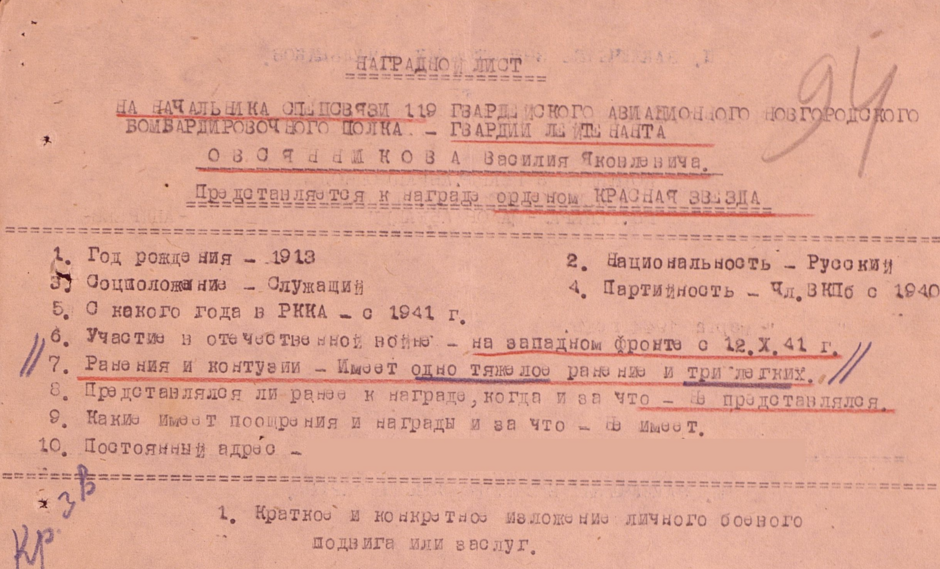 94
НАГРАДНОЙ ЛИСТ
НА НАЧАЛЬНИКА СПЕЦСВЯЗИ 119 ГВАРДЕЙСКОГО АВИАЦИОННОГО НОВГОРОДСКОГО
БОМБАРДИРОВОЧНОГО ПОЛКА – ГВАРДИИ ЛЕЙТЕНАНТА
ОВСЯННИКОВА Василия Яковлевича.
Представляется к награде орденом КРАСНАЯ ЗВЕЗДА
1. Год рождения – 1913 2. Национальность – Русский
3. Соцположение – Служащий 4. Партийность – Чл.ВКПб с 1940
5. С какого года в РККА – с 1941 г.
6. Участие в отечественной войне – на западном фронте с 12.X.41 г.
7. Ранения и контузии – Имеет одно тяжелое ранение и три легких.
8. Представлялся ли ранее к награде, когда и за что – не представлялся.
9. Какие имеет поощрения и награды и за что – не имеет.
10. Постоянный адрес –
Кр Зв
1. Краткое и конкретное изложение личного боевого
подвига или заслуг.